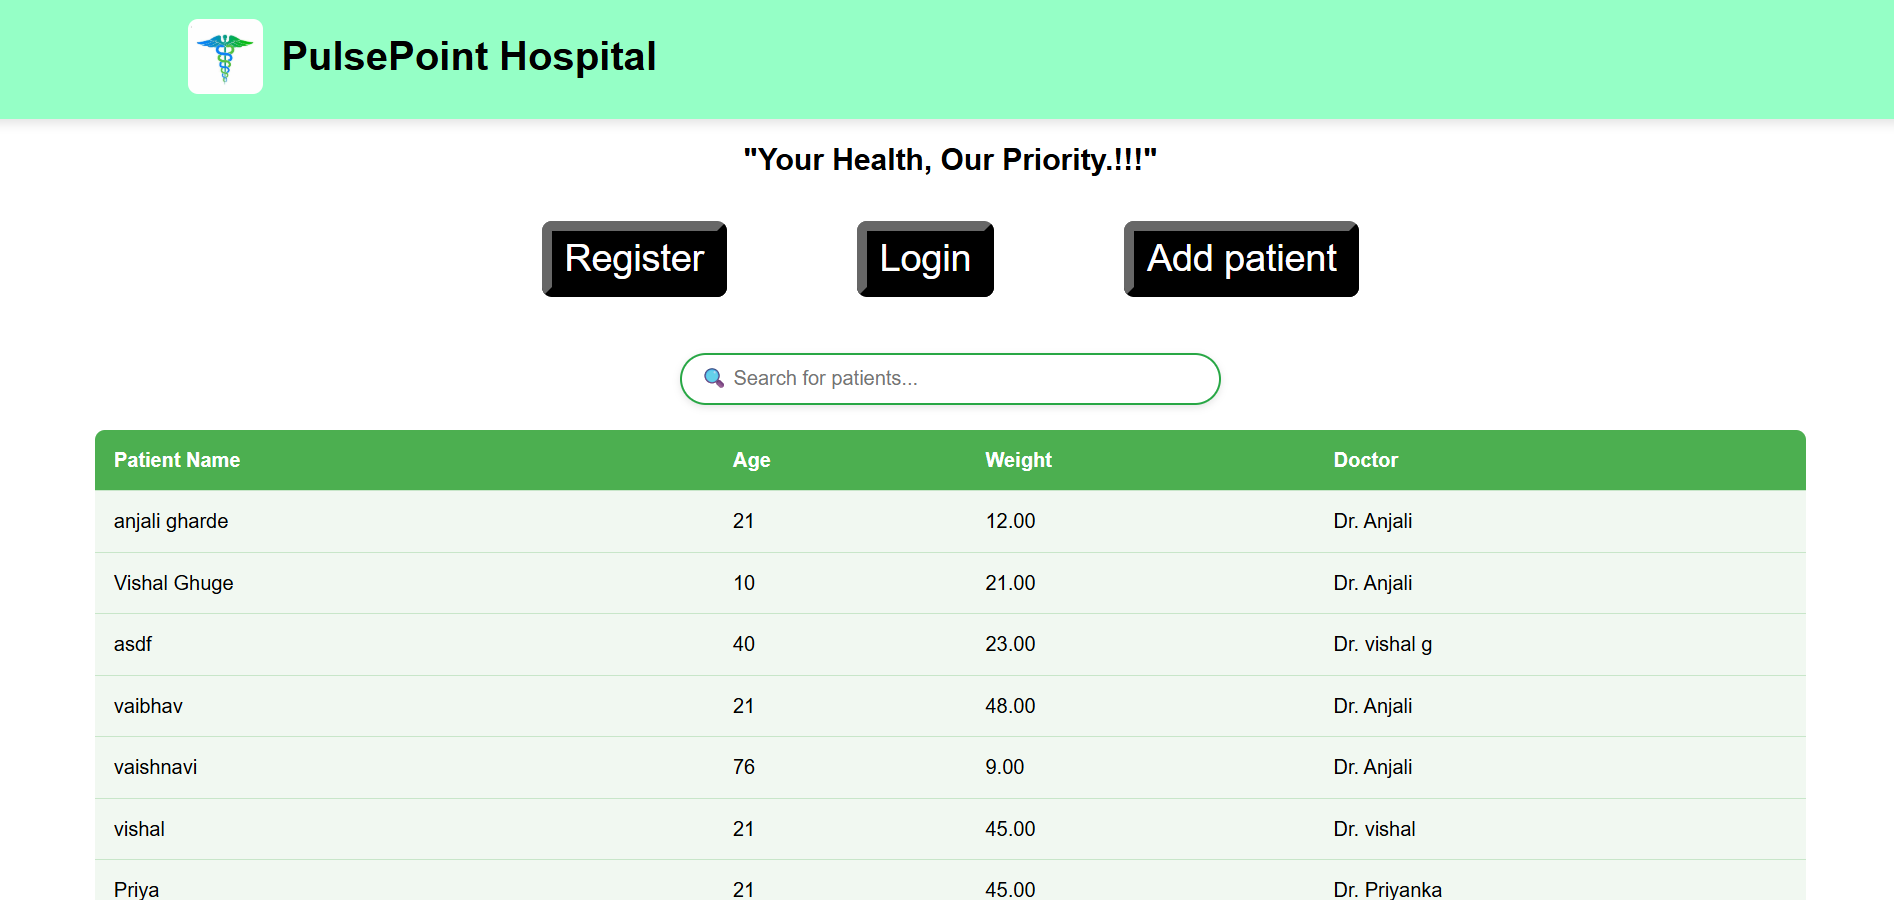 PulsePoint Hospital
"Your Health, Our Priority.!!!"
Register Login Add patient
Search for patients...
Patient Name Age Weight Doctor
anjali gharde 21 12.00 Dr. Anjali
Vishal Ghuge 10 21.00 Dr. Anjali
asdf 40 23.00 Dr. vishal g
vaibhav 21 48.00 Dr. Anjali
vaishnavi 76 9.00 Dr. Anjali
vishal 21 45.00 Dr. vishal
Priya 21 45.00 Dr. Priyanka